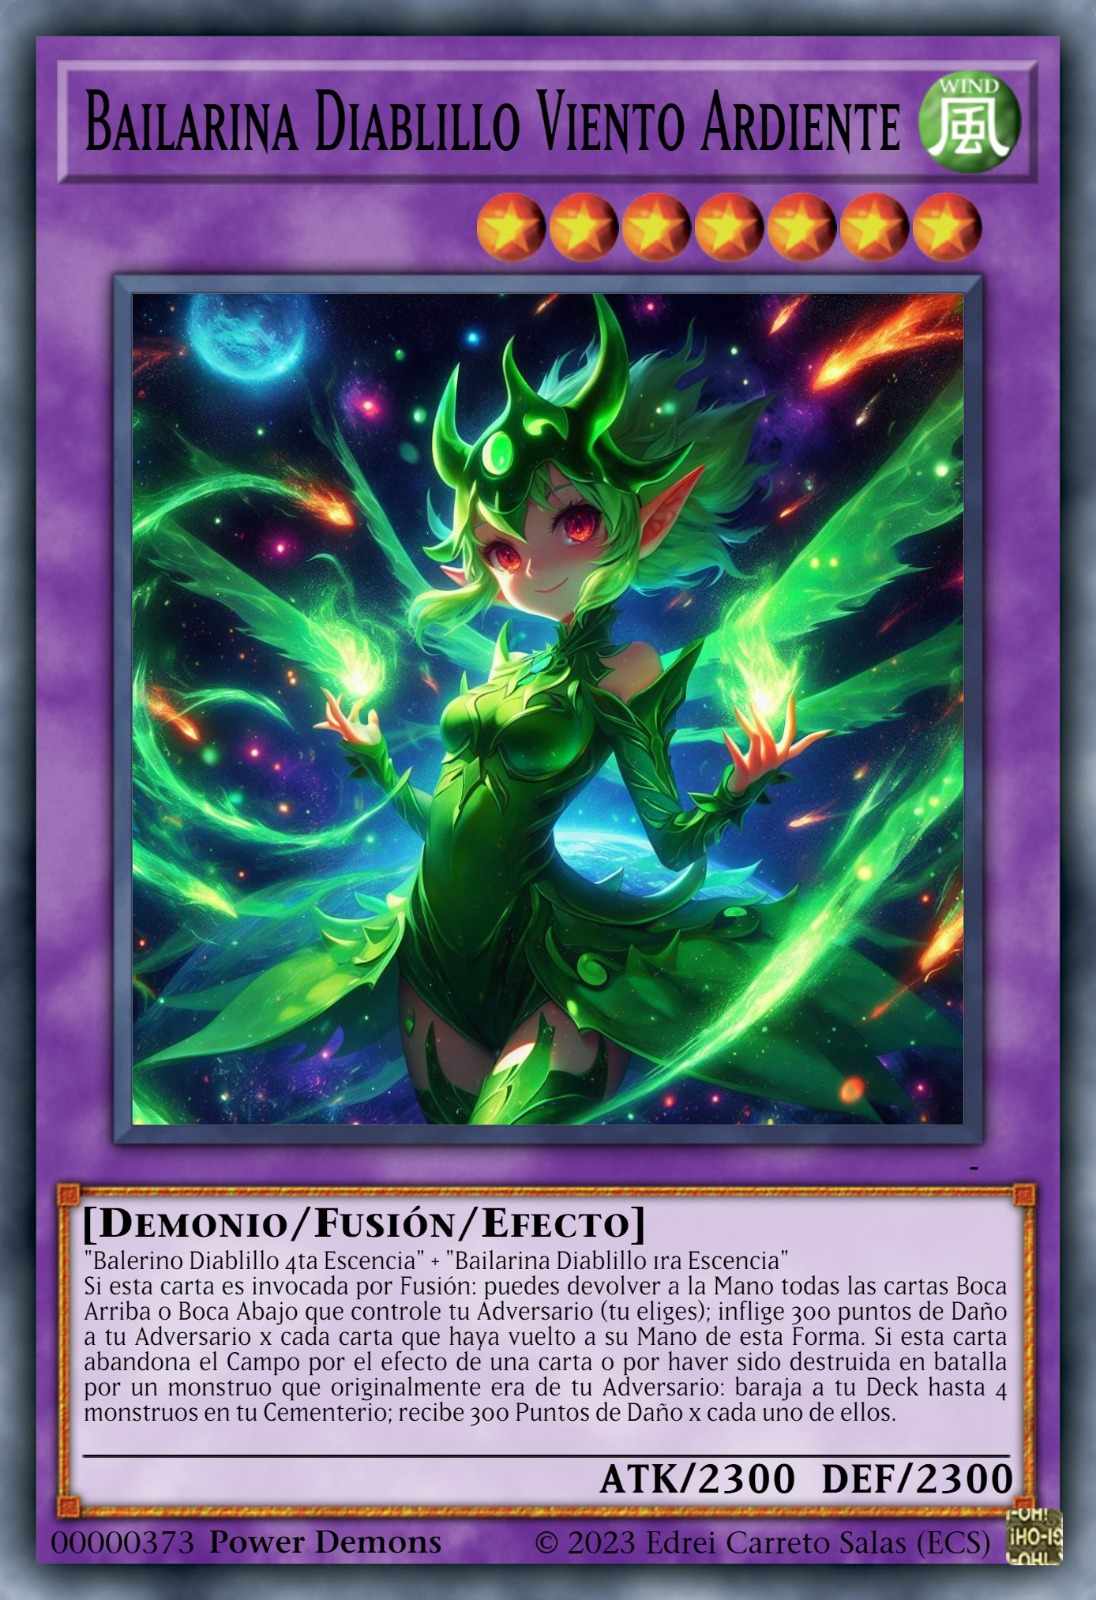 BAILARINA DIABLILLO VIENTO ARDIENTE
WIND
風
-
[DEMONIO/FUSIÓN/EFECTO]
"Balerino Diablillo 4ta Escencia" + "Bailarina Diablillo 1ra Escencia"
Si esta carta es invocada por Fusión: puedes devolver a la Mano todas las cartas Boca
Arriba o Boca Abajo que controle tu Adversario (tu eliges); inflige 300 puntos de Daño
a tu Adversario x cada carta que haya vuelto a su Mano de esta Forma. Si esta carta
abandona el Campo por el efecto de una carta o por haver sido destruida en batalla
por un monstruo que originalmente era de tu Adversario: baraja a tu Deck hasta 4
monstruos en tu Cementerio; recibe 300 Puntos de Daño x cada uno de ellos.
ATK/2300 DEF/2300
00000373 Power Demons © 2023 Edrei Carreto Salas (ECS)